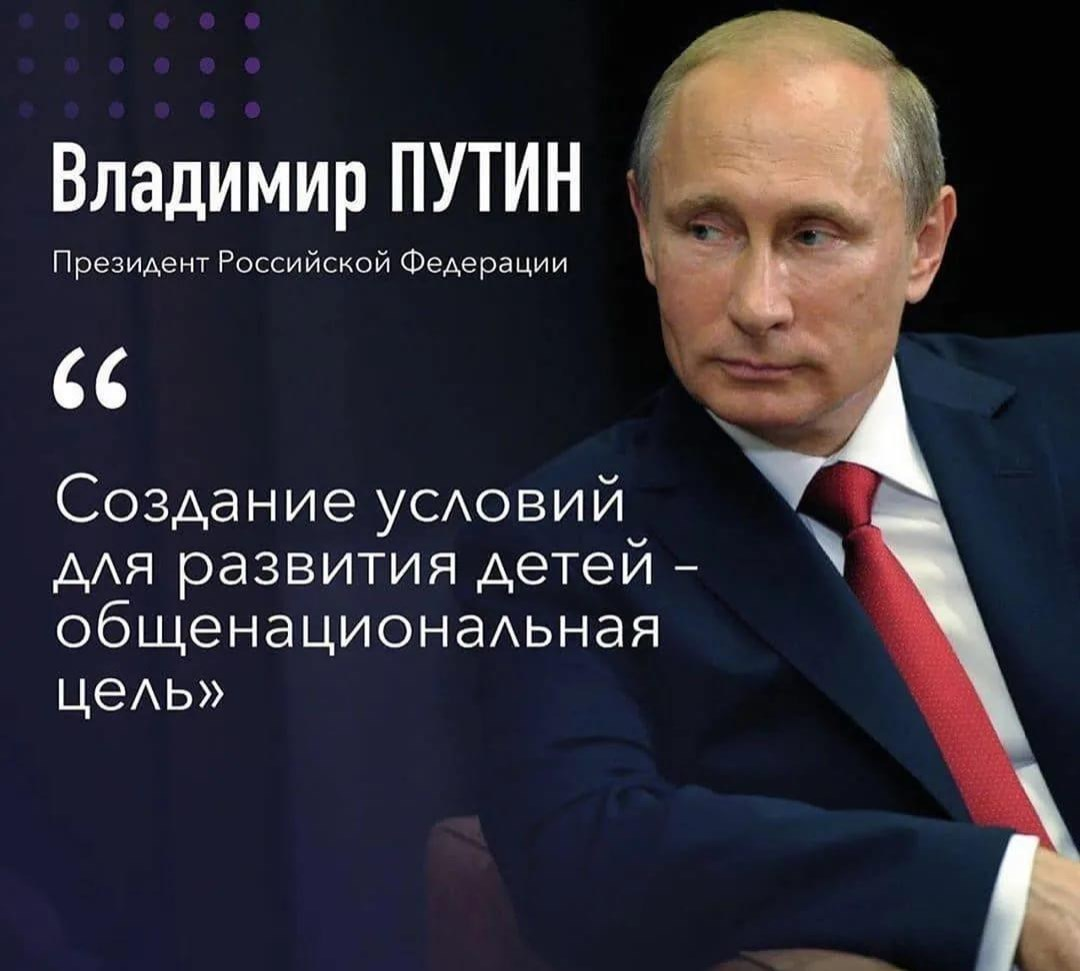 Владимир ПУТИН
Президент Российской Федерации
“
Создание условий
для развития детей –
общенациональная
цель»